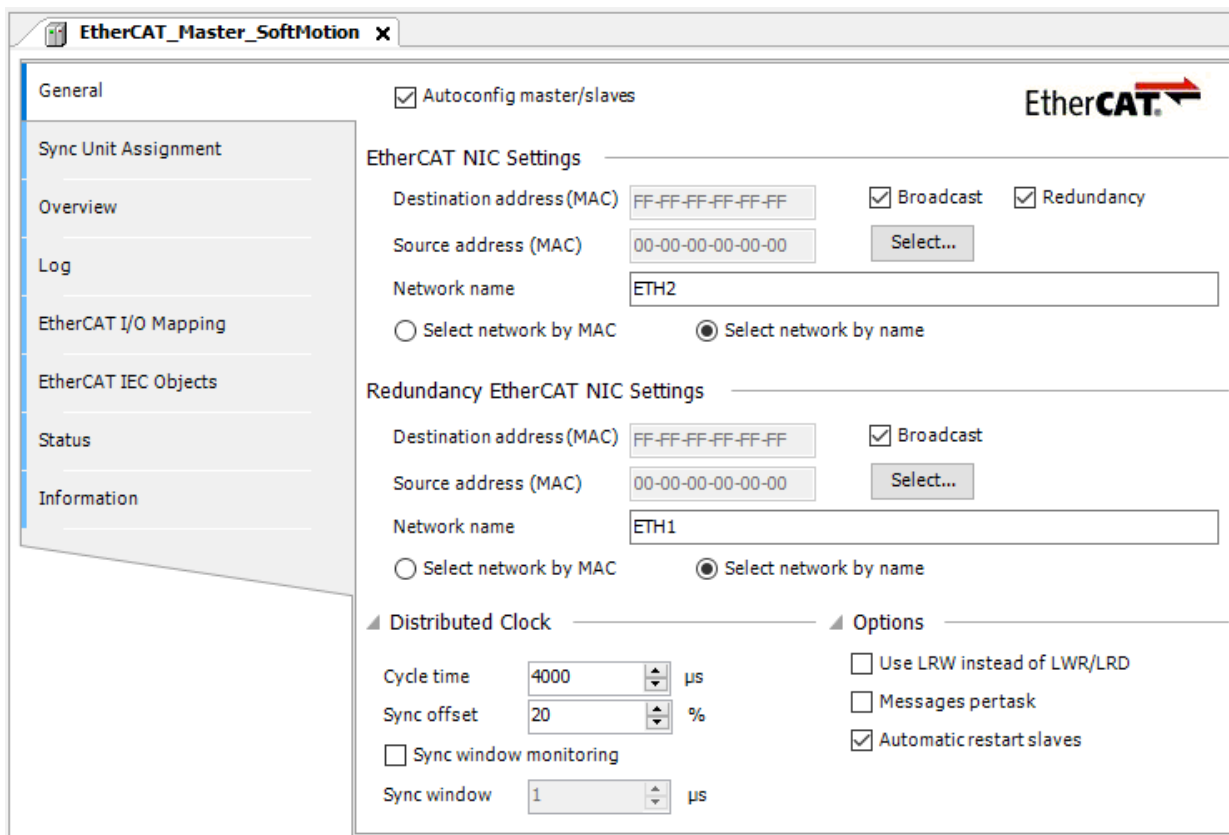 EtherCAT_Master_SoftMotion
General
Sync Unit Assignment
Overview
Log
EtherCAT I/O Mapping
EtherCAT IEC Objects
Status
Information
Autoconfig master/slaves
EtherCAT®
EtherCAT NIC Settings
Destination address(MAC) FF-FF-FF-FF-FF-FF Broadcast Redundancy
Source address (MAC) 00-00-00-00-00-00 Select...
Network name ETH2
Select network by MAC Select network by name
Redundancy EtherCAT NIC Settings
Destination address(MAC) FF-FF-FF-FF-FF-FF Broadcast
Source address (MAC) 00-00-00-00-00-00 Select...
Network name ETH1
Select network by MAC Select network by name
Distributed Clock
Cycle time 4000 µs
Sync offset 20 %
Sync window monitoring
Sync window 1 µs
Options
Use LRW instead of LWR/LRD
Messages pertask
Automatic restart slaves